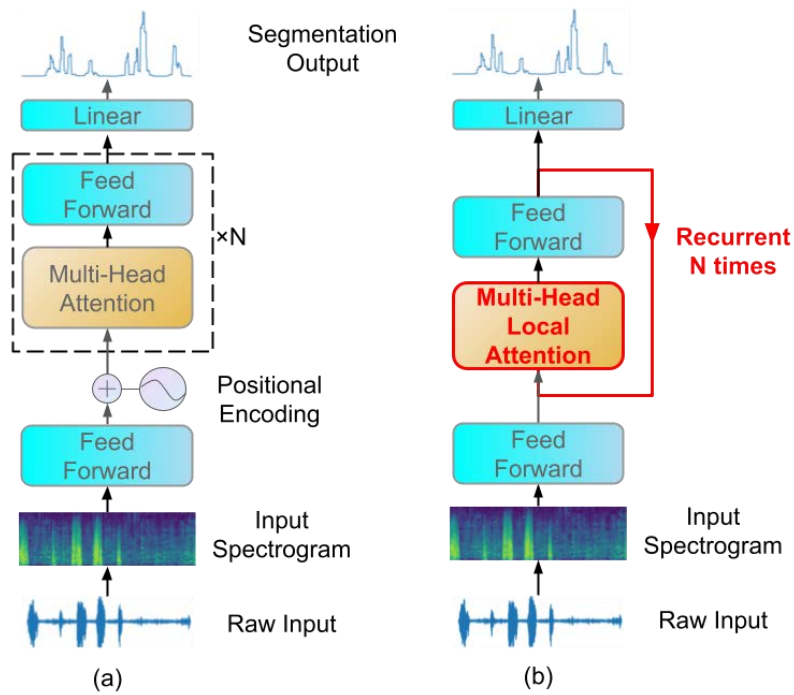 Segmentation
Output
Linear
Feed
Forward
×N
Multi-Head
Attention
Positional
Encoding
Feed
Forward
Input
Spectrogram
Raw Input
(a)
Linear
Feed
Forward
Recurrent
N times
Multi-Head
Local
Attention
Feed
Forward
Input
Spectrogram
Raw Input
(b)